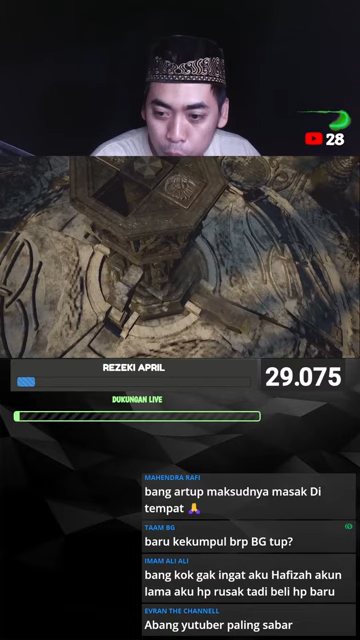 28
REZEKI APRIL
29.075
DUKUNGAN LIVE
MAHENDRA RAFI
bang artup maksudnya masak Di
tempat 🙏
TAAM BG
baru kekumpul brp BG tup?
IMAM ALI ALI
bang kok gak ingat aku Hafizah akun
lama aku hp rusak tadi beli hp baru
EVRAN THE CHANNELL
Abang yutuber paling sabar